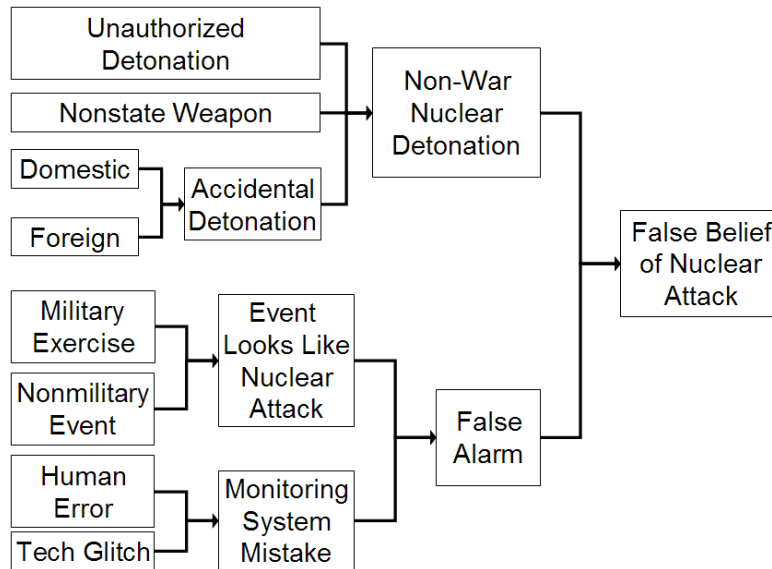 Unauthorized
Detonation
Nonstate Weapon
Domestic
Foreign
Accidental
Detonation
Non-War
Nuclear
Detonation
Military
Exercise
Nonmilitary
Event
Event
Looks Like
Nuclear
Attack
Human
Error
Tech Glitch
Monitoring
System
Mistake
False
Alarm
False Belief
of Nuclear
Attack